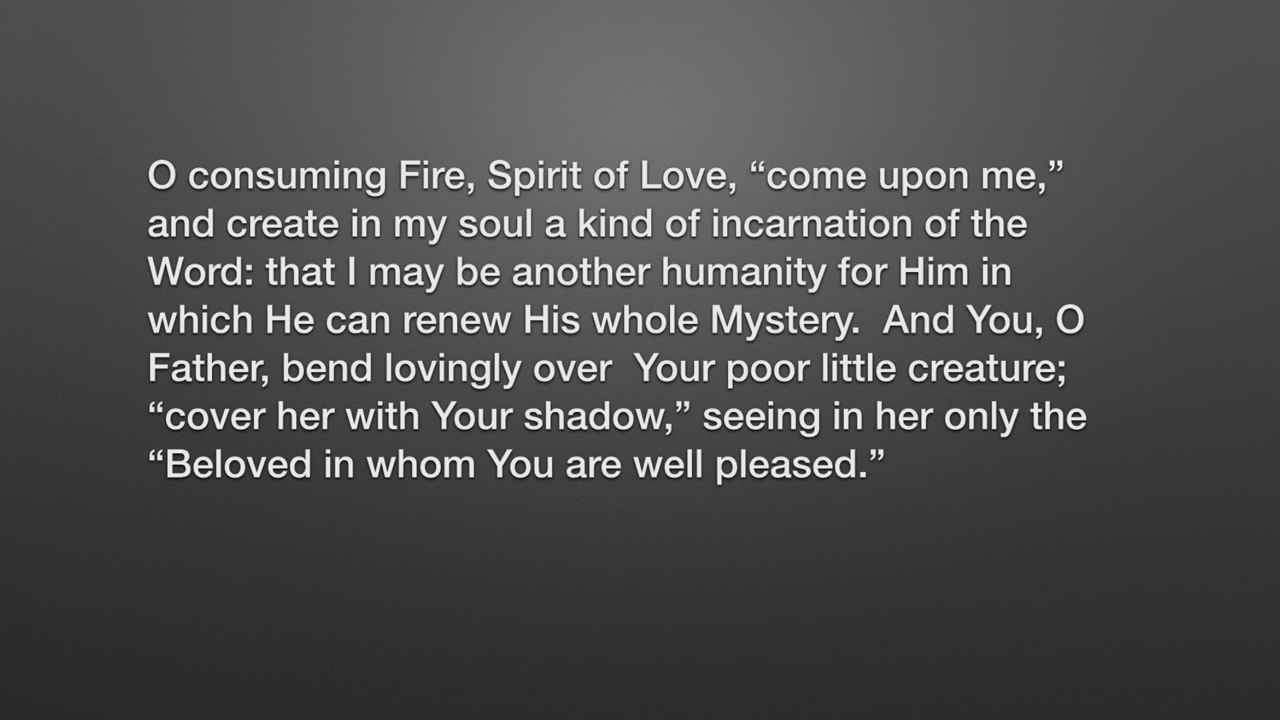 O consuming Fire, Spirit of Love, “come upon me,”
and create in my soul a kind of incarnation of the
Word: that I may be another humanity for Him in
which He can renew His whole Mystery.  And You, O
Father, bend lovingly over  Your poor little creature;
“cover her with Your shadow,” seeing in her only the
“Beloved in whom You are well pleased.”